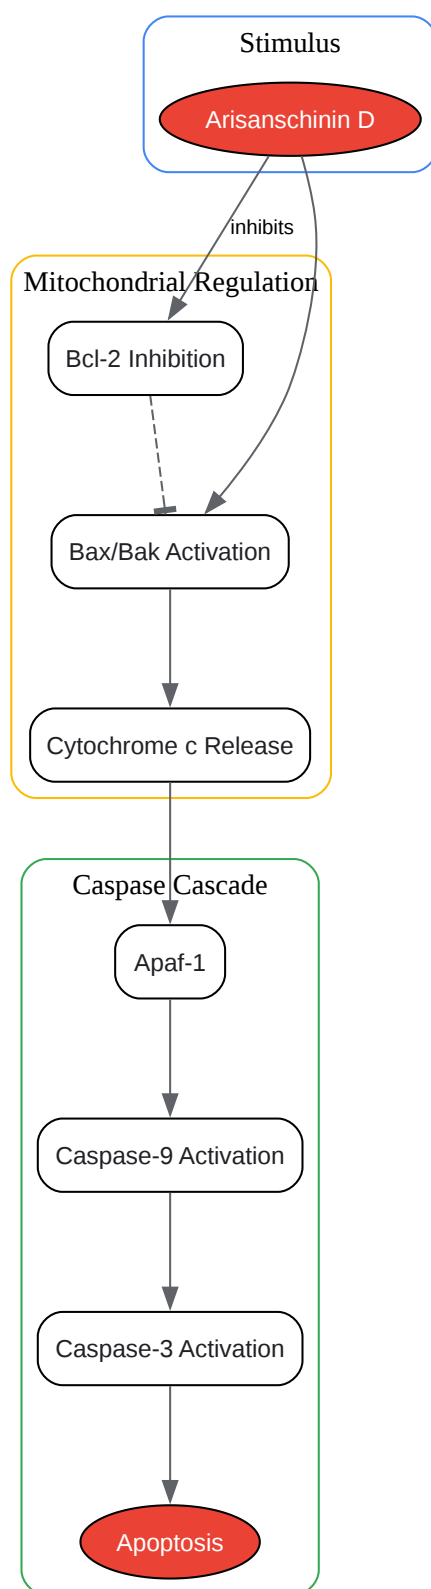 Stimulus
Arisanschinin D
inhibits
Mitochondrial Regulation
Bcl-2 Inhibition
Bax/Bak Activation
Cytochrome c Release
Caspase Cascade
Apaf-1
Caspase-9 Activation
Caspase-3 Activation
Apoptosis